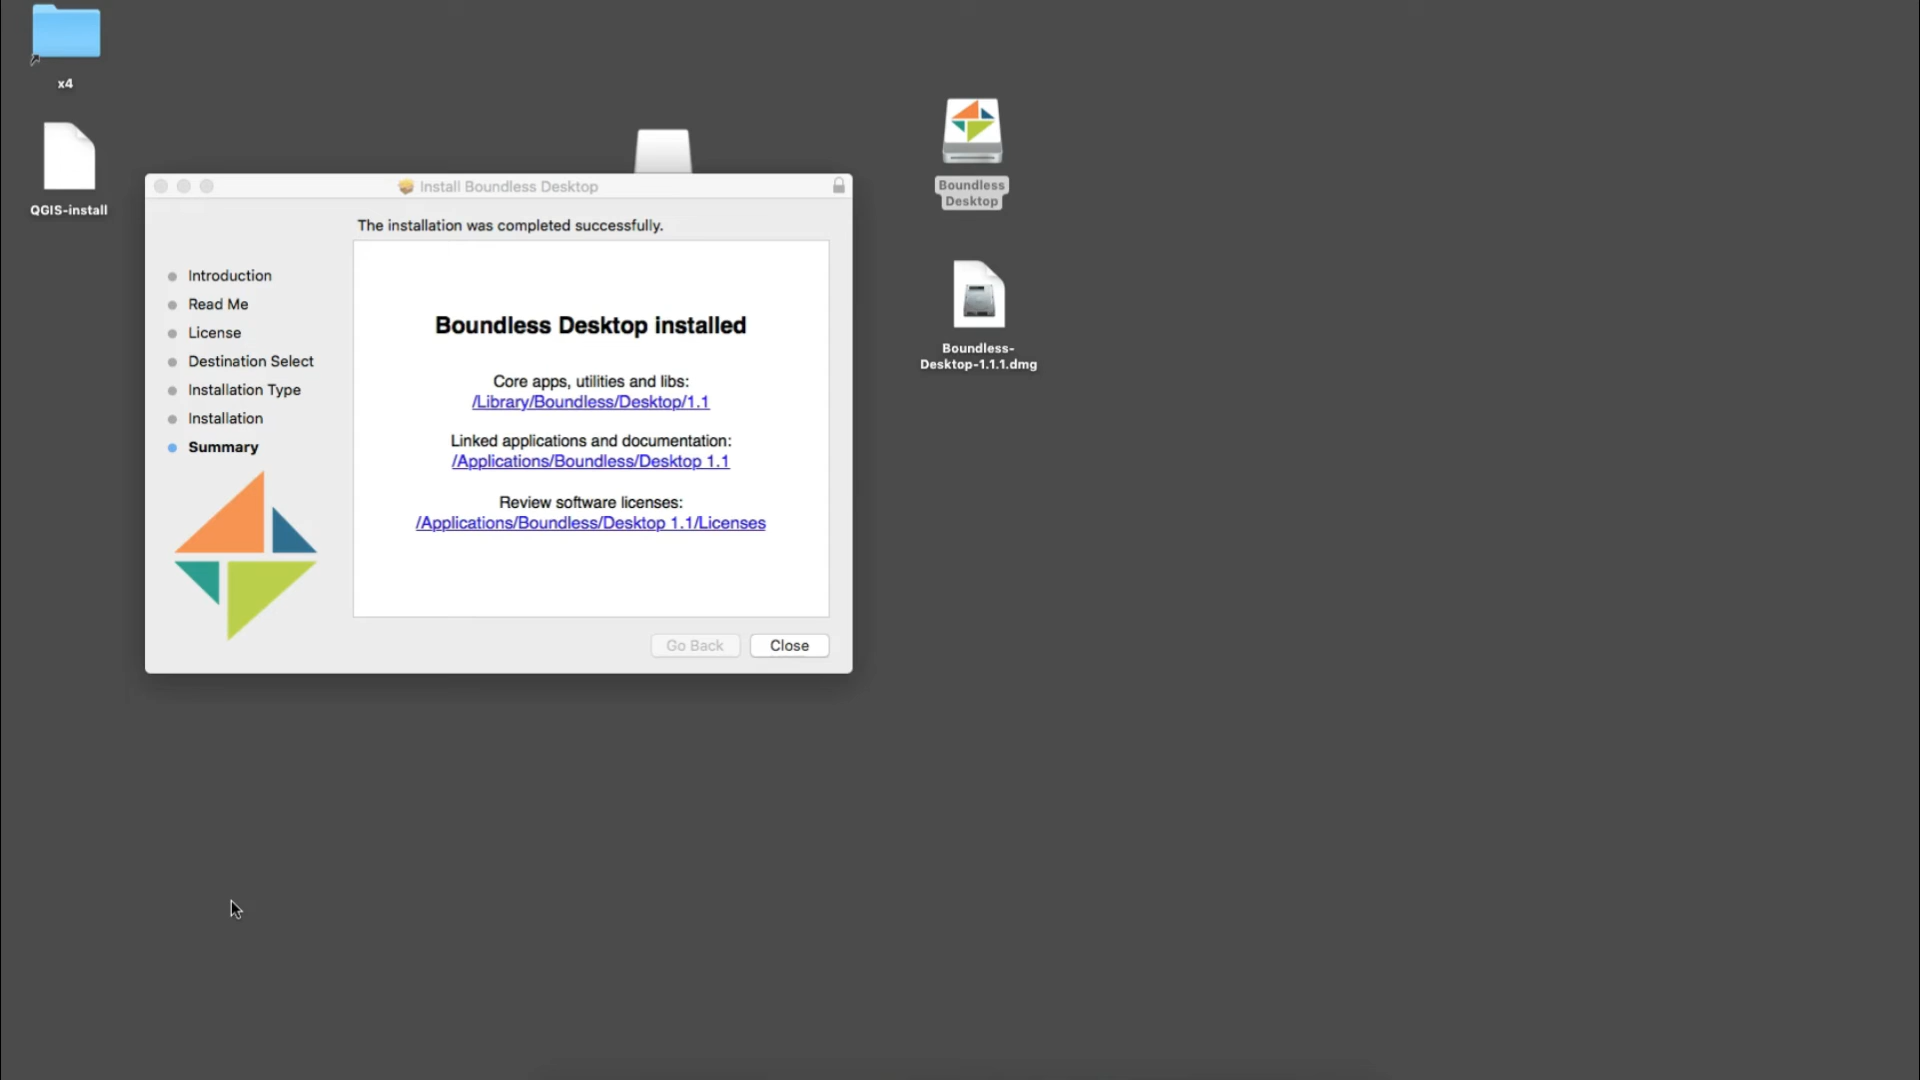 x4
QGIS-install
Install Boundless Desktop
The installation was completed successfully.
Introduction
Read Me
License
Destination Select
Installation Type
Installation
Summary
Boundless Desktop installed
Core apps, utilities and libs:
/Library/Boundless/Desktop/1.1
Linked applications and documentation:
/Applications/Boundless/Desktop 1.1
Review software licenses:
/Applications/Boundless/Desktop 1.1/Licenses
Go Back
Close
Boundless
Desktop
Boundless-
Desktop-1.1.1.dmg